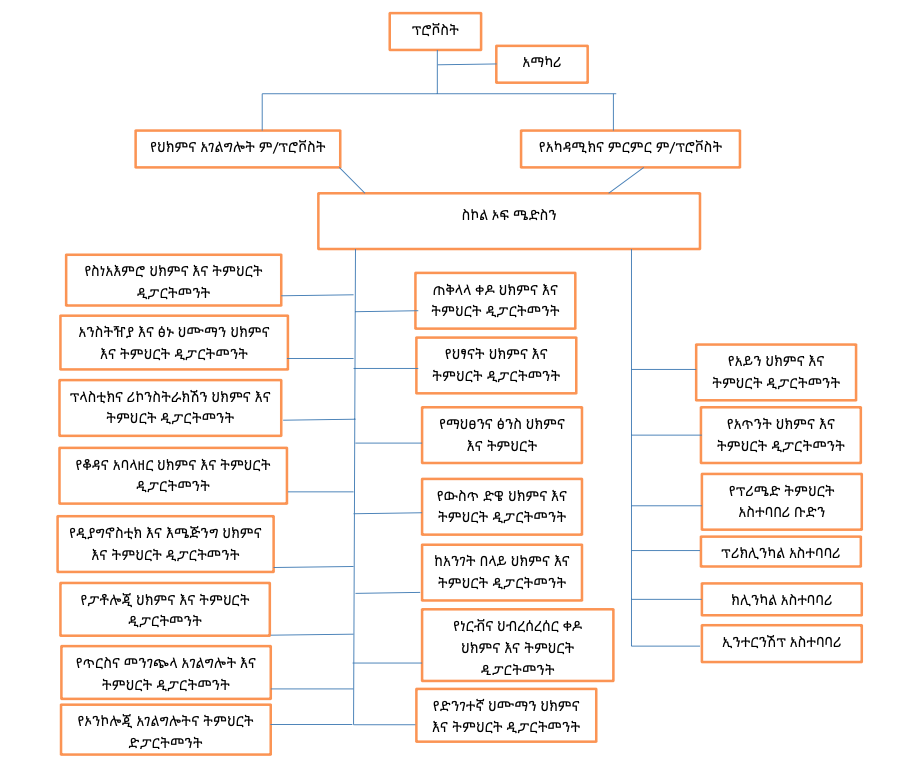 ፕሮቮስት
አማካሪ
የህክምና አገልግሎት ም/ፕሮቮስት
የአካዳሚክና ምርምር ም/ፕሮቮስት
ስኮል ኦፍ ሜድስን
የስነአእምሮ ህክምና እና ትምህርት
ዲፓርትመንት
አንስትዥያ እና ፅኑ ህሙማን ህክምና
እና ትምህርት ዲፓርትመንት
ፕላስቲክና ሪኮንስትራክሽን ህክምና እና
ትምህርት ዲፓርትመንት
የቆዳና አባላዘር ህክምና እና ትምህርት
ዲፓርትመንት
የዲያግኖስቲክ እና እሜጅንግ ህክምና
እና ትምህርት ዲፓርትመንት
የፓቶሎጂ ህክምና እና ትምህርት
ዲፓርትመንት
የጥርስና መንገጭላ አገልግሎት እና
ትምህርት ዲፓርትመንት
የኦንኮሎጂ አገልግሎትና ትምህርት
ድፓርትመንት
ጠቅላላ ቀዶ ህክምና እና
ትምህርት ዲፓርትመንት
የህፃናት ህክምና እና
ትምህርት ዲፓርትመንት
የማህፀንና ፅንስ ህክምና
እና ትምህርት
የውስጥ ድዌ ህክምና እና
ትምህርት ዲፓርትመንት
ከአንገት በላይ ህክምና እና
ትምህርት ዲፓርትመንት
የነርቭና ህብረሰረሰር ቀዶ
ህክምና እና ትምህርት
ዲፓርትመንት
የድንገተኛ ህሙማን ህክምና
እና ትምህርት ዲፓርትመንት
የአይን ህክምና እና
ትምህርት ዲፓርትመንት
የአጥንት ህክምና እና
ትምህርት ዲፓርትመንት
የፕሪሜድ ትምህርት
አስተባበሪ ቡድን
ፕሪክሊንካል አስተባባሪ
ክሊንካል አስተባባሪ
ኢንተርንሽፕ አስተባባሪ